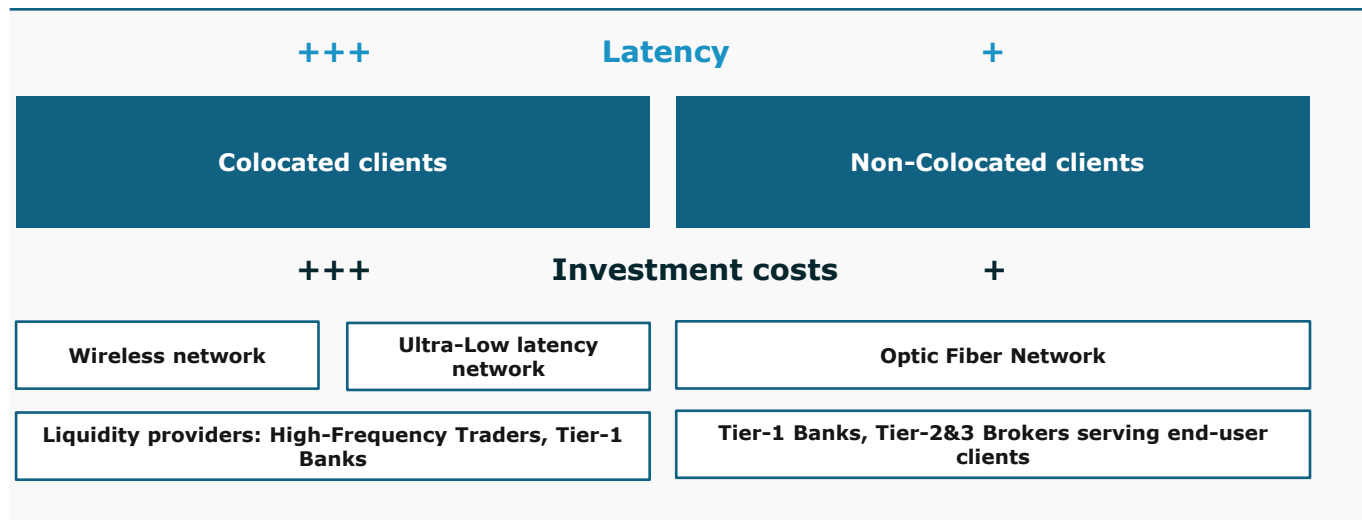 +++ Latency +
Colocated clients
Non-Colocated clients
+++ Investment costs +
Wireless network
Ultra-Low latency
network
Optic Fiber Network
Liquidity providers: High-Frequency Traders, Tier-1
Banks
Tier-1 Banks, Tier-2&3 Brokers serving end-user
clients